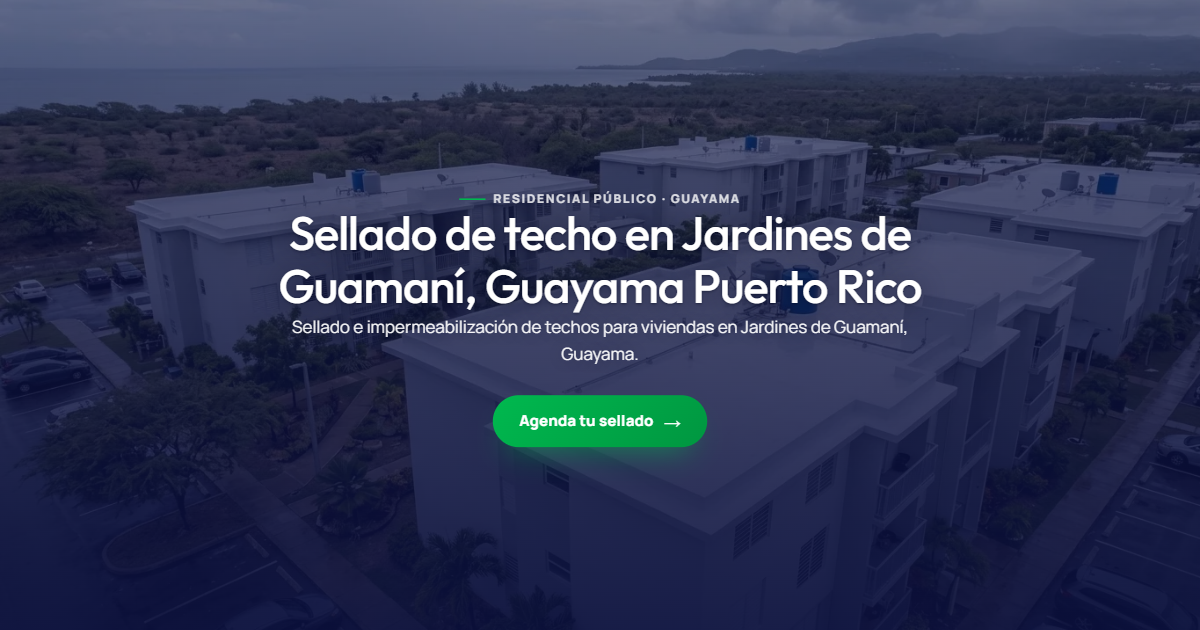 RESIDENCIAL PÚBLICO · GUAYAMA
Sellado de techo en Jardines de
Guamaní, Guayama Puerto Rico
Sellado e impermeabilización de techos para viviendas en Jardines de Guamaní,
Guayama.
Agenda tu sellado →